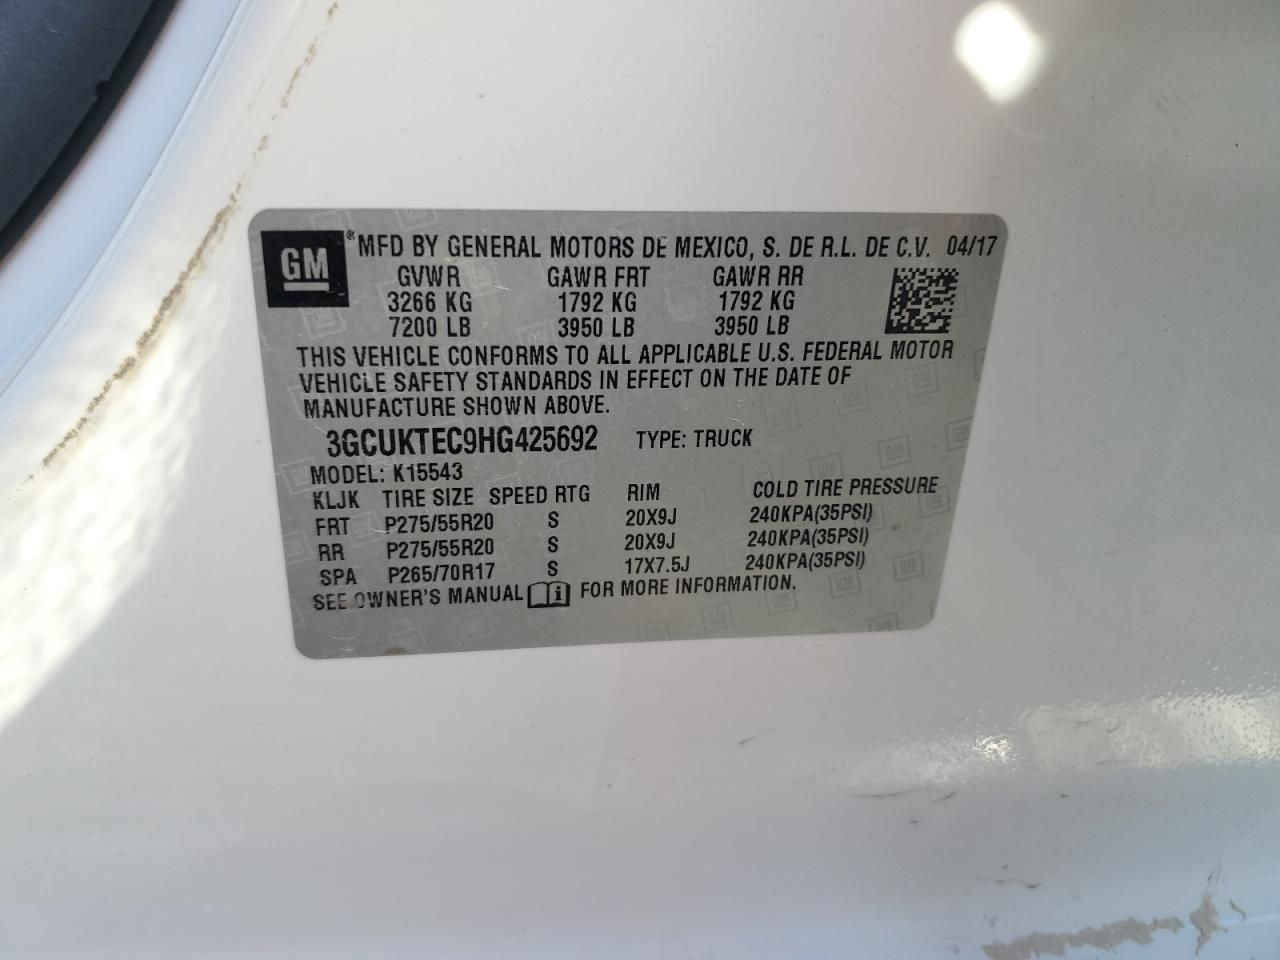 GM ® MFD BY GENERAL MOTORS DE MEXICO, S. DE R.L. DE C.V. 04/17
GVWR GAWR FRT GAWR RR
3266 KG 1792 KG 1792 KG
7200 LB 3950 LB 3950 LB
THIS VEHICLE CONFORMS TO ALL APPLICABLE U.S. FEDERAL MOTOR
VEHICLE SAFETY STANDARDS IN EFFECT ON THE DATE OF
MANUFACTURE SHOWN ABOVE.
3GCUKTEC9HG425692 TYPE: TRUCK
MODEL: K15543
KLJK TIRE SIZE SPEED RTG RIM COLD TIRE PRESSURE
FRT P275/55R20 S 20X9J 240KPA(35PSI)
RR P275/55R20 S 20X9J 240KPA(35PSI)
SPA P265/70R17 S 17X7.5J 240KPA(35PSI)
SEE OWNER'S MANUAL i FOR MORE INFORMATION.